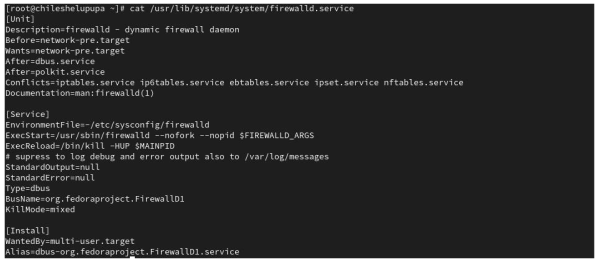 [root@chileshelupupa ~]# cat /usr/lib/systemd/system/firewalld.service
[Unit]
Description=firewalld - dynamic firewall daemon
Before=network-pre.target
Wants=network-pre.target
After=dbus.service
After=polkit.service
Conflicts=iptables.service ip6tables.service ebtables.service ipset.service nftables.service
Documentation=man:firewalld(1)

[Service]
EnvironmentFile=-/etc/sysconfig/firewalld
ExecStart=/usr/sbin/firewalld --nofork --nopid $FIREWALLD_ARGS
ExecReload=/bin/kill -HUP $MAINPID
# supress to log debug and error output also to /var/log/messages
StandardOutput=null
StandardError=null
Type=dbus
BusName=org.fedoraproject.FirewallD1
KillMode=mixed

[Install]
WantedBy=multi-user.target
Alias=dbus-org.fedoraproject.FirewallD1.service